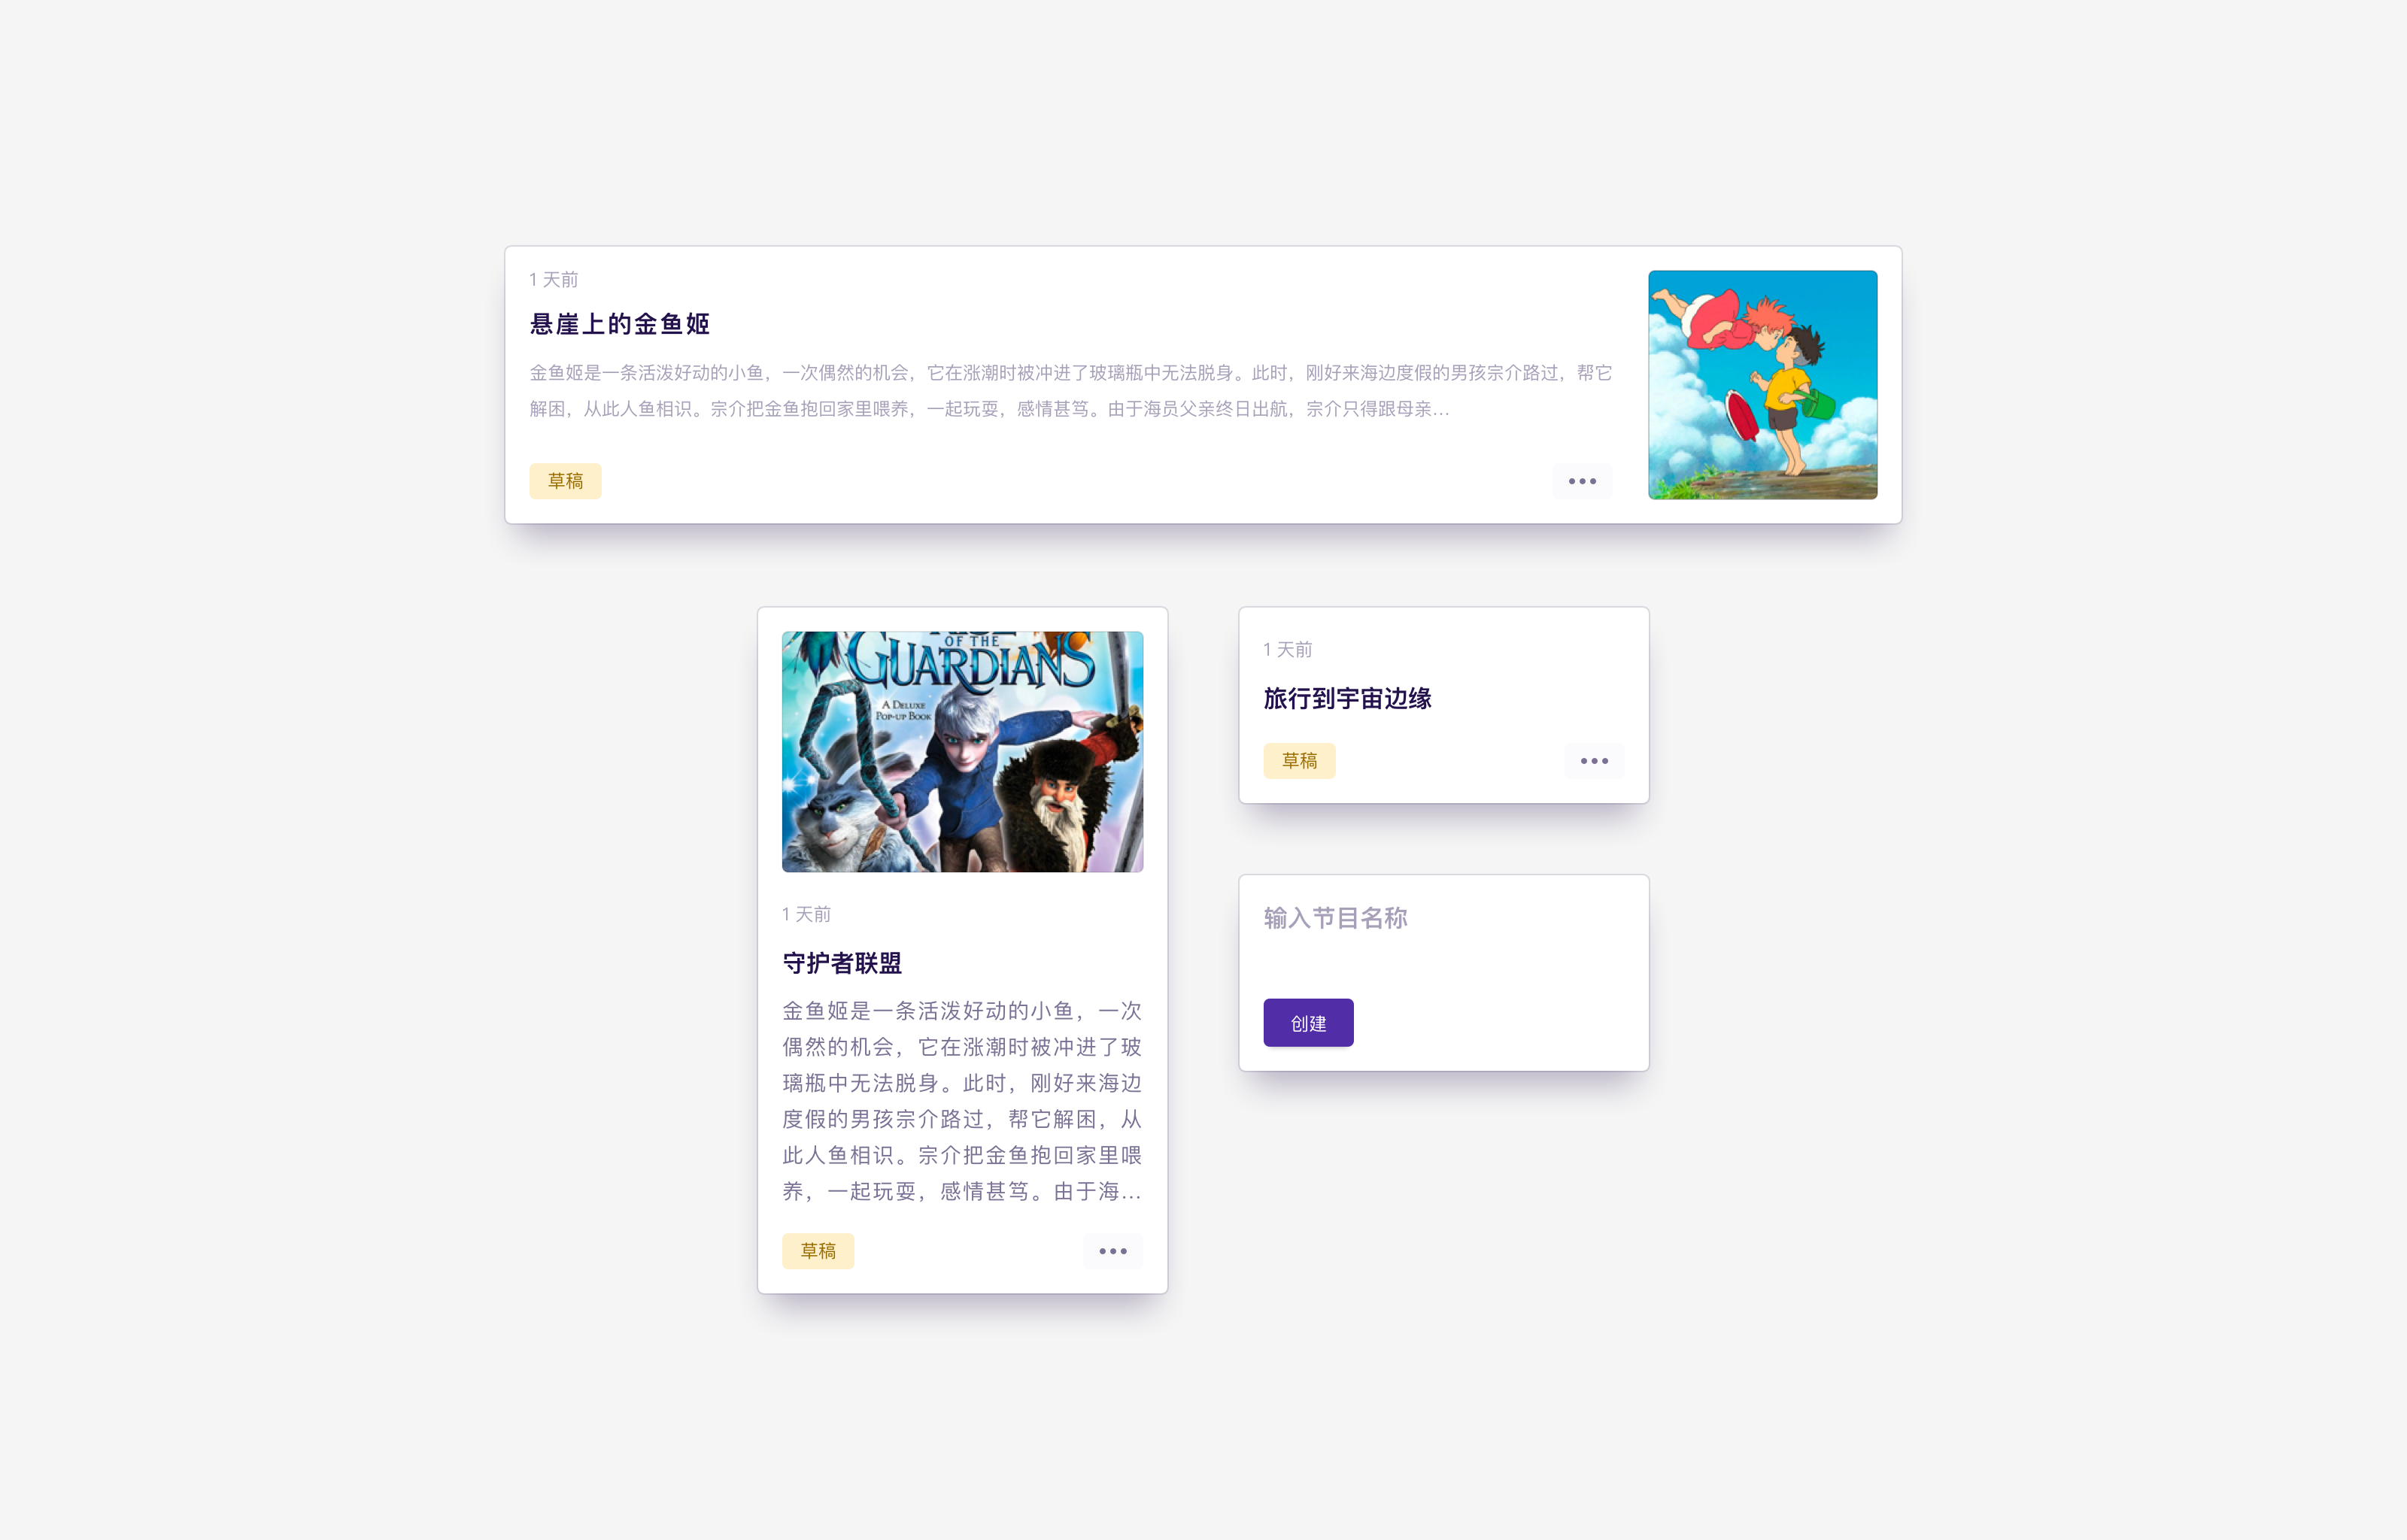 1 天前
悬崖上的金鱼姬
金鱼姬是一条活泼好动的小鱼，一次偶然的机会，它在涨潮时被冲进了玻璃瓶中无法脱身。此时，刚好来海边度假的男孩宗介路过，帮它
解困，从此人鱼相识。宗介把金鱼抱回家里喂养，一起玩耍，感情甚笃。由于海员父亲终日出航，宗介只得跟母亲...
草稿
OF THE
GUARDIANS
A DELUXE
POP-UP BOOK
1 天前
守护者联盟
金鱼姬是一条活泼好动的小鱼，一次
偶然的机会，它在涨潮时被冲进了玻
璃瓶中无法脱身。此时，刚好来海边
度假的男孩宗介路过，帮它解困，从
此人鱼相识。宗介把金鱼抱回家里喂
养，一起玩耍，感情甚笃。由于海...
草稿
1 天前
旅行到宇宙边缘
草稿
输入节目名称
创建